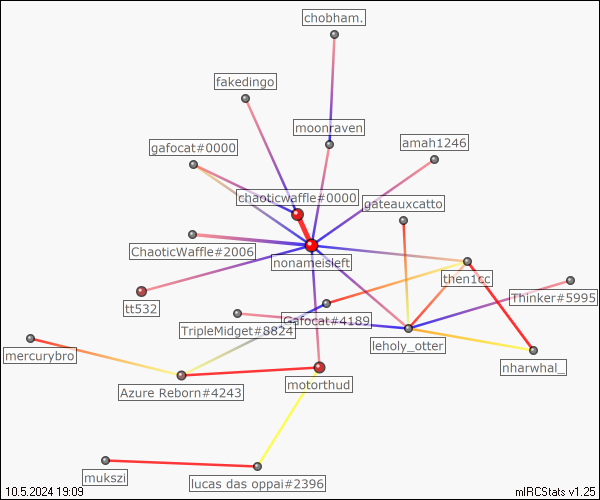 chobham.
fakedingo
moonraven
amah1246
gafocat#0000
chaoticwaffle#0000
gateauxcatto
ChaoticWaffle#2006
nonameisleft
then1cc
Thinker#5995
tt532
Gafocat#4189
TripleMidget#8824
leholy_otter
mercurybro
nharwhal_
Azure Reborn#4243
motorthud
mukszi
lucas das oppai#2396
10.5.2024 19:09
mIRCStats v1.25